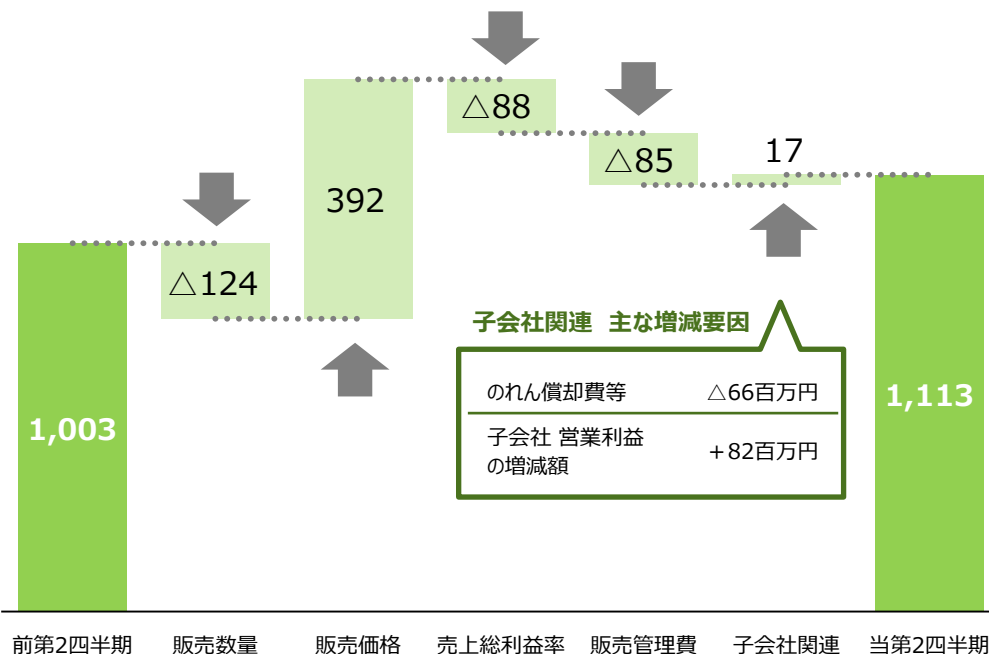 △88
17
△85
392
△124
子会社関連 主な増減要因
のれん償却費等 △66百万円
子会社 営業利益
の増減額
+82百万円
1,113
1,003
前第2四半期 販売数量 販売価格 売上総利益率 販売管理費 子会社関連 当第2四半期